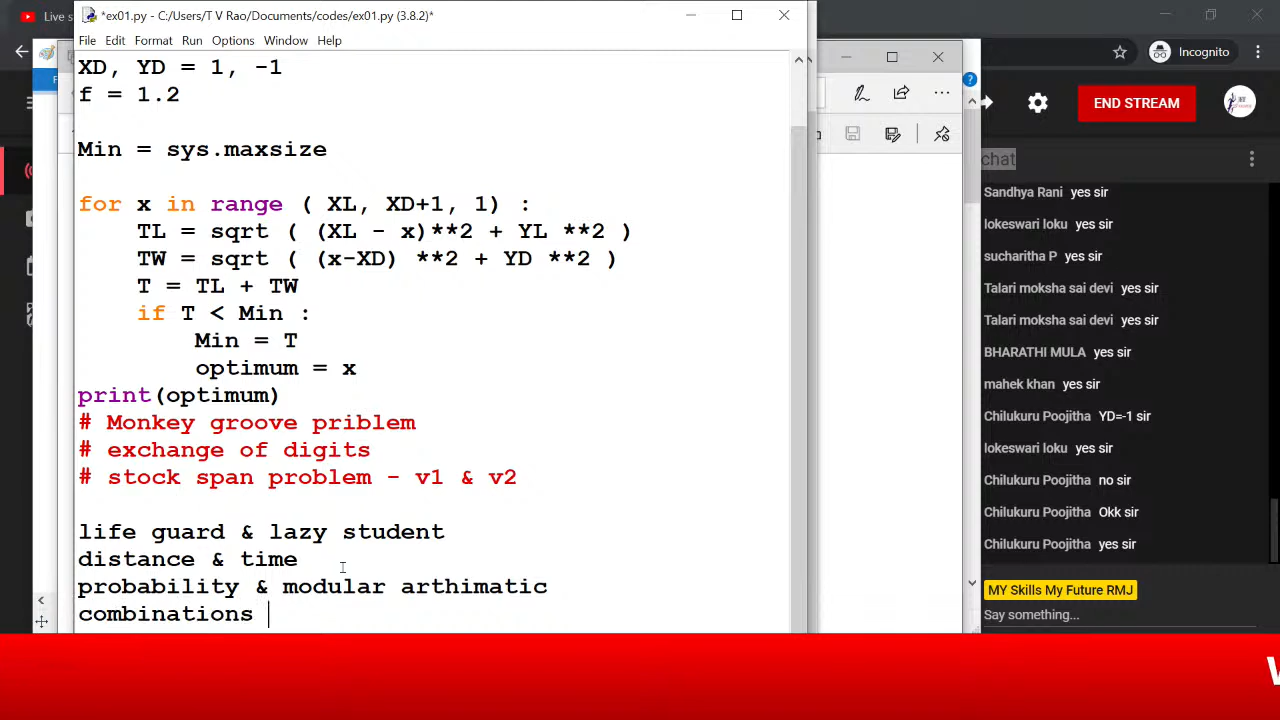 Live s
*ex01.py - C:/Users/T V Rao/Documents/codes/ex01.py (3.8.2)*
File Edit Format Run Options Window Help
Incognito
F
XD, YD = 1, -1
f = 1.2
Min = sys.maxsize
for x in range ( XL, XD+1, 1) :
TL = sqrt ( (XL - x)**2 + YL **2 )
TW = sqrt ( (x-XD) **2 + YD **2 )
T = TL + TW
if T < Min :
Min = T
optimum = x
print(optimum)
# Monkey groove priblem
# exchange of digits
# stock span problem - v1 & v2
life guard & lazy student
distance & time
probability & modular arthimatic
combinations
END STREAM
chat
Sandhya Rani yes sir
lokeswari loku yes sir
sucharitha P yes sir
Talari moksha sai devi yes sir
Talari moksha sai devi yes sir
BHARATHI MULA yes sir
mahek khan yes sir
Chilukuru Poojitha YD=-1 sir
lokeswari loku yes sir
Chilukuru Poojitha no sir
Chilukuru Poojitha Okk sir
Chilukuru Poojitha yes sir
MY Skills My Future RMJ
Say something...
W